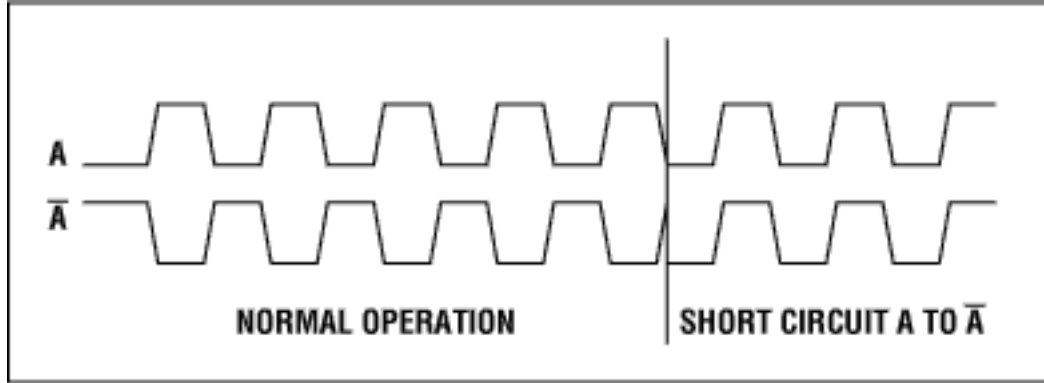 A
A̅
NORMAL OPERATION
SHORT CIRCUIT A TO A̅